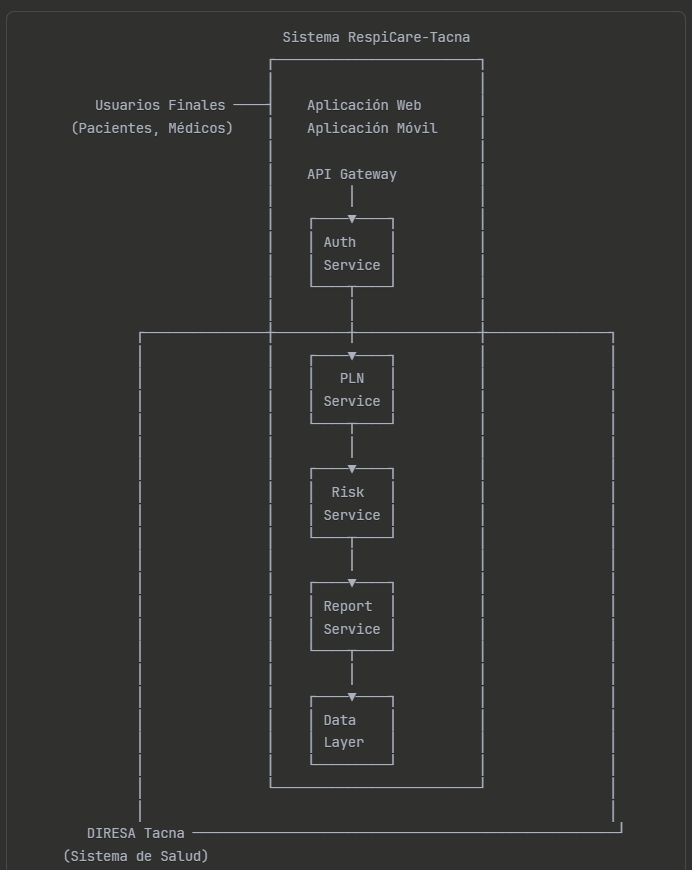 Sistema RespiCare-Tacna
Usuarios Finales
Aplicación Web
(Pacientes, Médicos)
Aplicación Móvil
API Gateway
Auth
Service
PLN
Service
Risk
Service
Report
Service
Data
Layer
DIRESA Tacna
(Sistema de Salud)